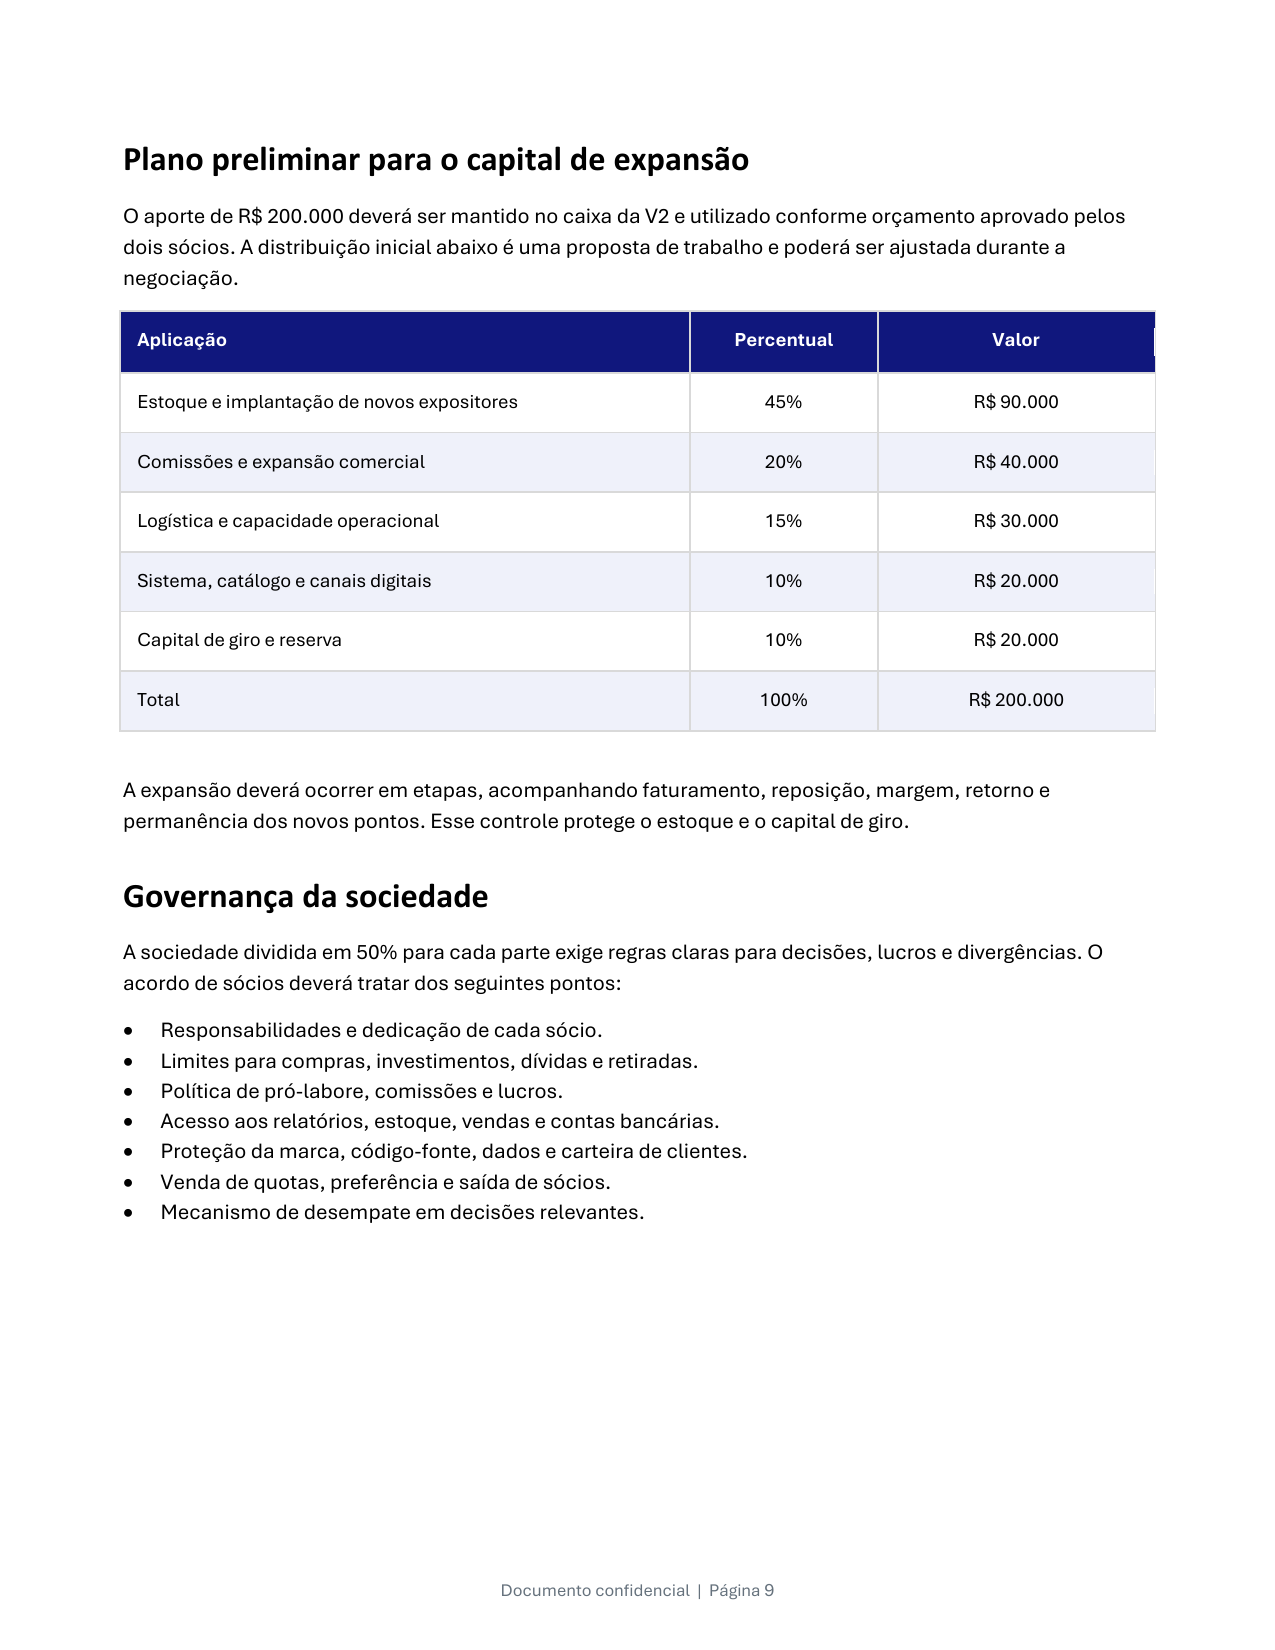 Plano preliminar para o capital de expansão
O aporte de R$ 200.000 deverá ser mantido no caixa da V2 e utilizado conforme orçamento aprovado pelos
dois sócios. A distribuição inicial abaixo é uma proposta de trabalho e poderá ser ajustada durante a
negociação.
Aplicação Percentual Valor
Estoque e implantação de novos expositores 45% R$ 90.000
Comissões e expansão comercial 20% R$ 40.000
Logística e capacidade operacional 15% R$ 30.000
Sistema, catálogo e canais digitais 10% R$ 20.000
Capital de giro e reserva 10% R$ 20.000
Total 100% R$ 200.000
A expansão deverá ocorrer em etapas, acompanhando faturamento, reposição, margem, retorno e
permanência dos novos pontos. Esse controle protege o estoque e o capital de giro.
Governança da sociedade
A sociedade dividida em 50% para cada parte exige regras claras para decisões, lucros e divergências. O
acordo de sócios deverá tratar dos seguintes pontos:
• Responsabilidades e dedicação de cada sócio.
• Limites para compras, investimentos, dívidas e retiradas.
• Política de pró-labore, comissões e lucros.
• Acesso aos relatórios, estoque, vendas e contas bancárias.
• Proteção da marca, código-fonte, dados e carteira de clientes.
• Venda de quotas, preferência e saída de sócios.
• Mecanismo de desempate em decisões relevantes.
Documento confidencial | Página 9